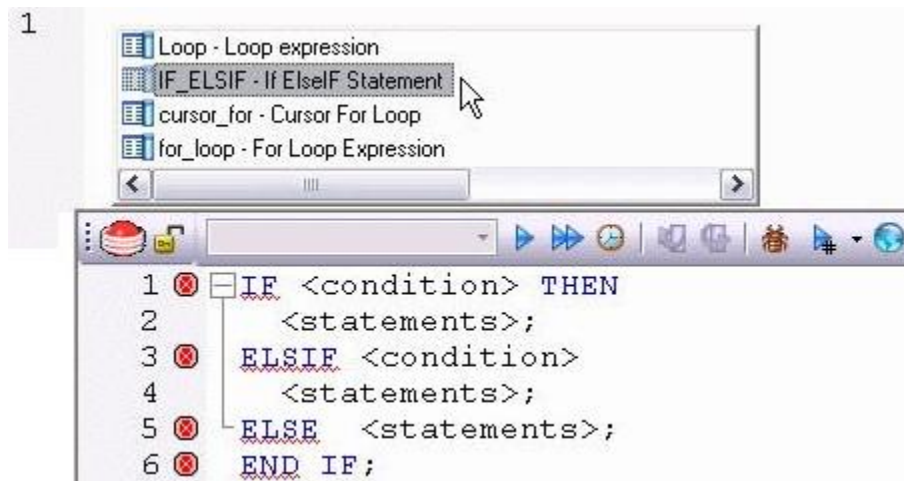 1
Loop - Loop expression
IF_ELSIF - If ElseIF Statement
cursor_for - Cursor For Loop
for_loop - For Loop Expression
1 IF <condition> THEN
2 <statements>;
3 ELSIF <condition>
4 <statements>;
5 ELSE <statements>;
6 END IF;